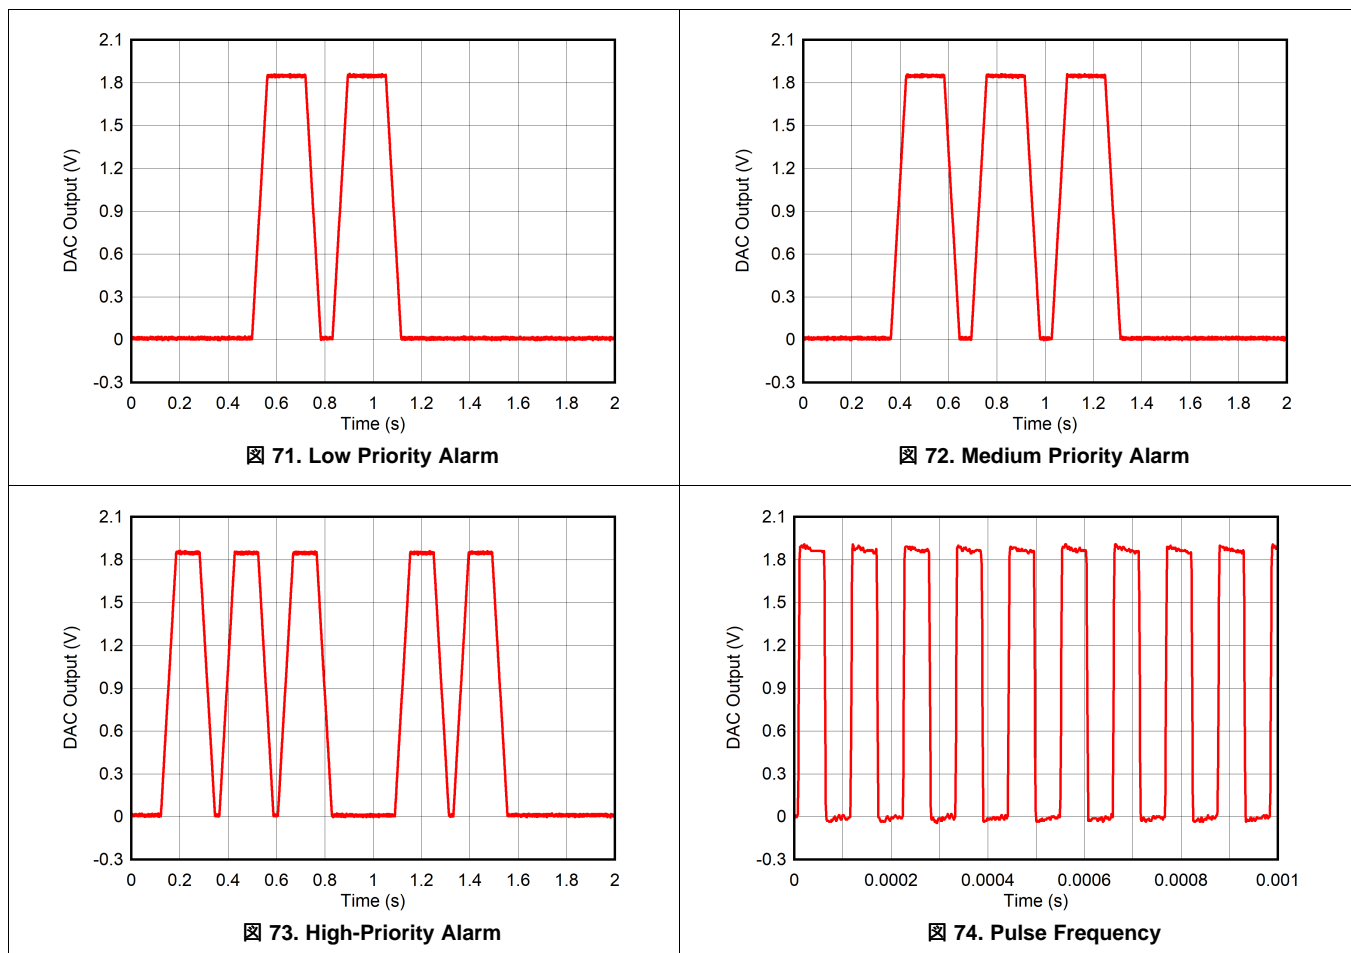 2.1
1.8
1.5
1.2
0.9
0.6
0.3
0
-0.3
DAC Output (V)
0 0.2 0.4 0.6 0.8 1 1.2 1.4 1.6 1.8 2
Time (s)
図 71. Low Priority Alarm
2.1
1.8
1.5
1.2
0.9
0.6
0.3
0
-0.3
DAC Output (V)
0 0.2 0.4 0.6 0.8 1 1.2 1.4 1.6 1.8 2
Time (s)
図 72. Medium Priority Alarm
2.1
1.8
1.5
1.2
0.9
0.6
0.3
0
-0.3
DAC Output (V)
0 0.2 0.4 0.6 0.8 1 1.2 1.4 1.6 1.8 2
Time (s)
図 73. High-Priority Alarm
2.1
1.8
1.5
1.2
0.9
0.6
0.3
0
-0.3
DAC Output (V)
0 0.0002 0.0004 0.0006 0.0008 0.001
Time (s)
図 74. Pulse Frequency